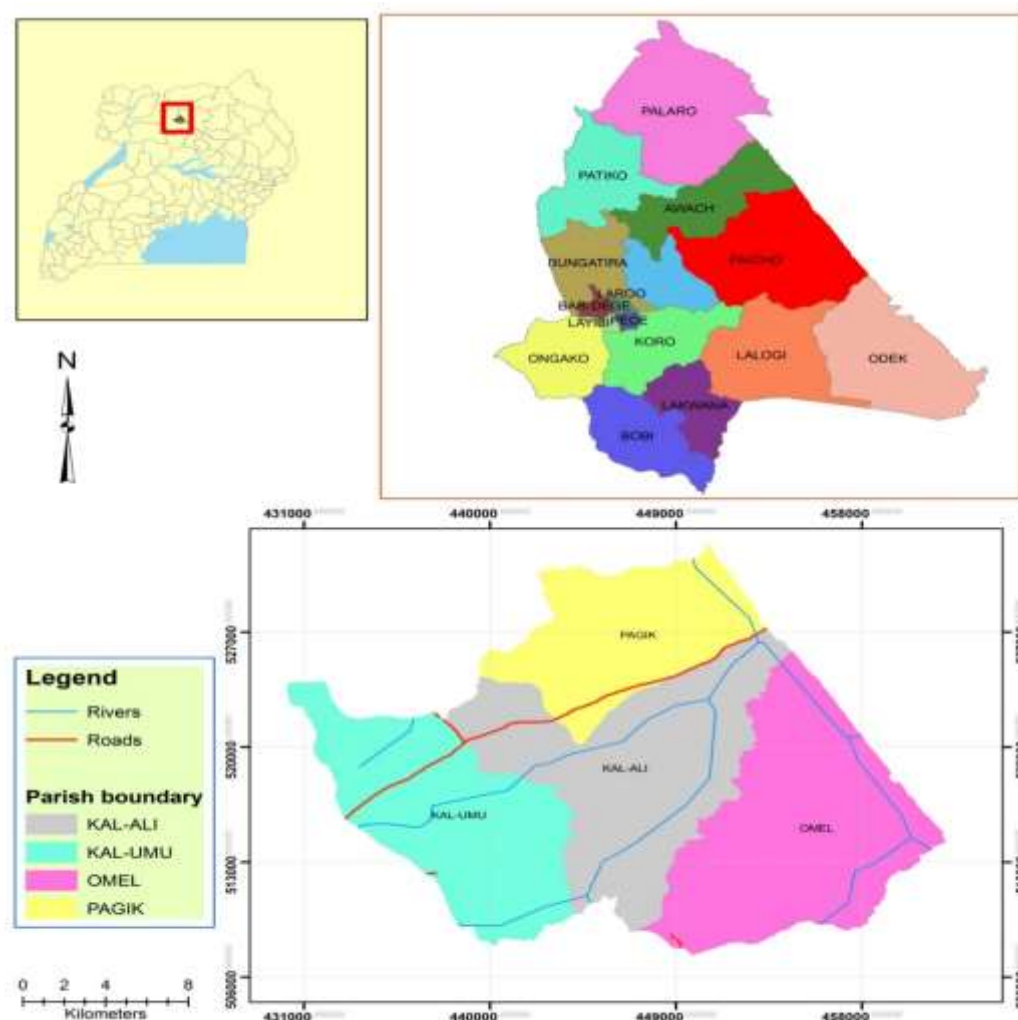 PALARO
PATIKO
AWACH
PAICHO
BUNGATIRA
LAROO
BAR-DEGE
LAYIBI
PECE
KORO
ONGAKO
LALOGI
ODEK
LAKWANA
BOBI
N
431000
440000
449000
458000
527000
520000
513000
506000
PAGIK
KAL-ALI
KAL-UMU
OMEL
Legend
Rivers
Roads
Parish boundary
KAL-ALI
KAL-UMU
OMEL
PAGIK
0 2 4 6 8
Kilometers
431000
440000
449000
458000